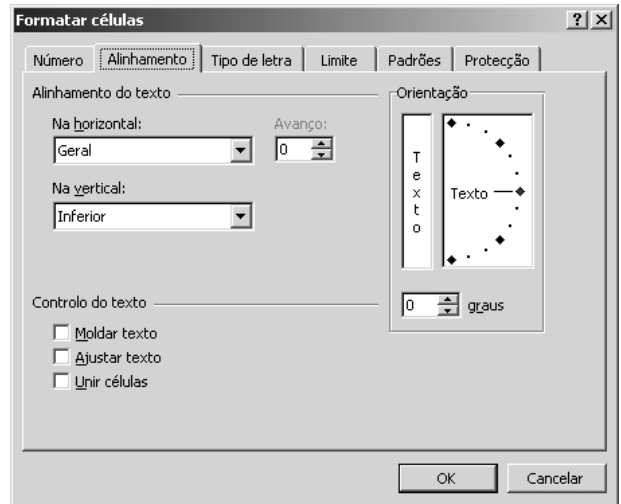 Formatar células
Número Alinhamento Tipo de letra Limite Padrões Protecção
Alinhamento do texto
Na horizontal:
Geral
Avanço:
0
Na vertical:
Inferior
Orientação
Texto
Texto
0 graus
Controlo do texto
Moldar texto
Ajustar texto
Unir células
OK Cancelar